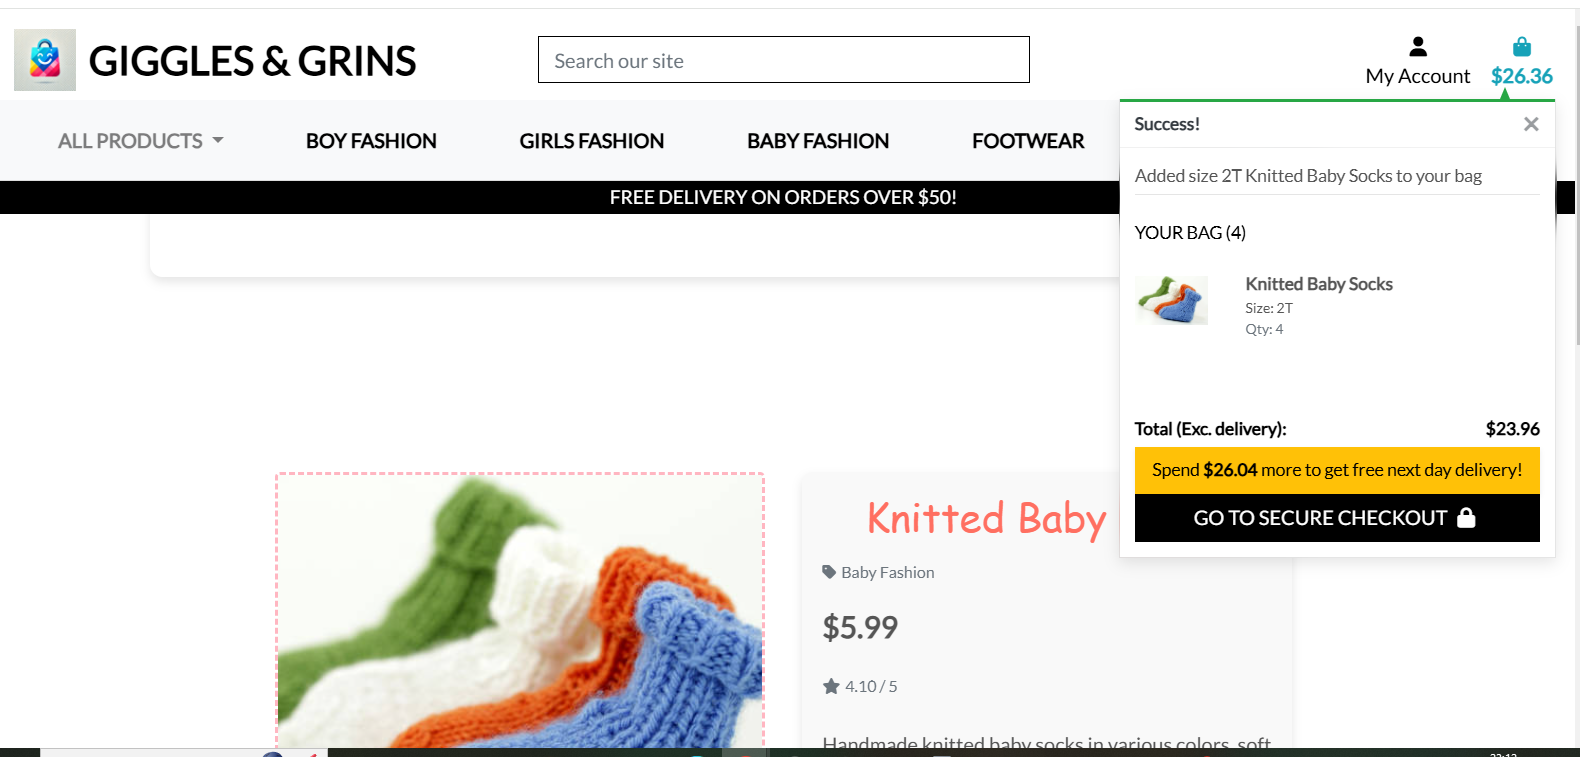 GIGGLES & GRINS
Search our site
My Account
$26.36
ALL PRODUCTS
BOY FASHION
GIRLS FASHION
BABY FASHION
FOOTWEAR
FREE DELIVERY ON ORDERS OVER $50!
Success!
Added size 2T Knitted Baby Socks to your bag
YOUR BAG (4)
Knitted Baby Socks
Size: 2T
Qty: 4
Total (Exc. delivery):
$23.96
Spend $26.04 more to get free next day delivery!
GO TO SECURE CHECKOUT
Knitted Baby
Baby Fashion
$5.99
4.10 / 5
Handmade knitted baby socks in various colors, soft